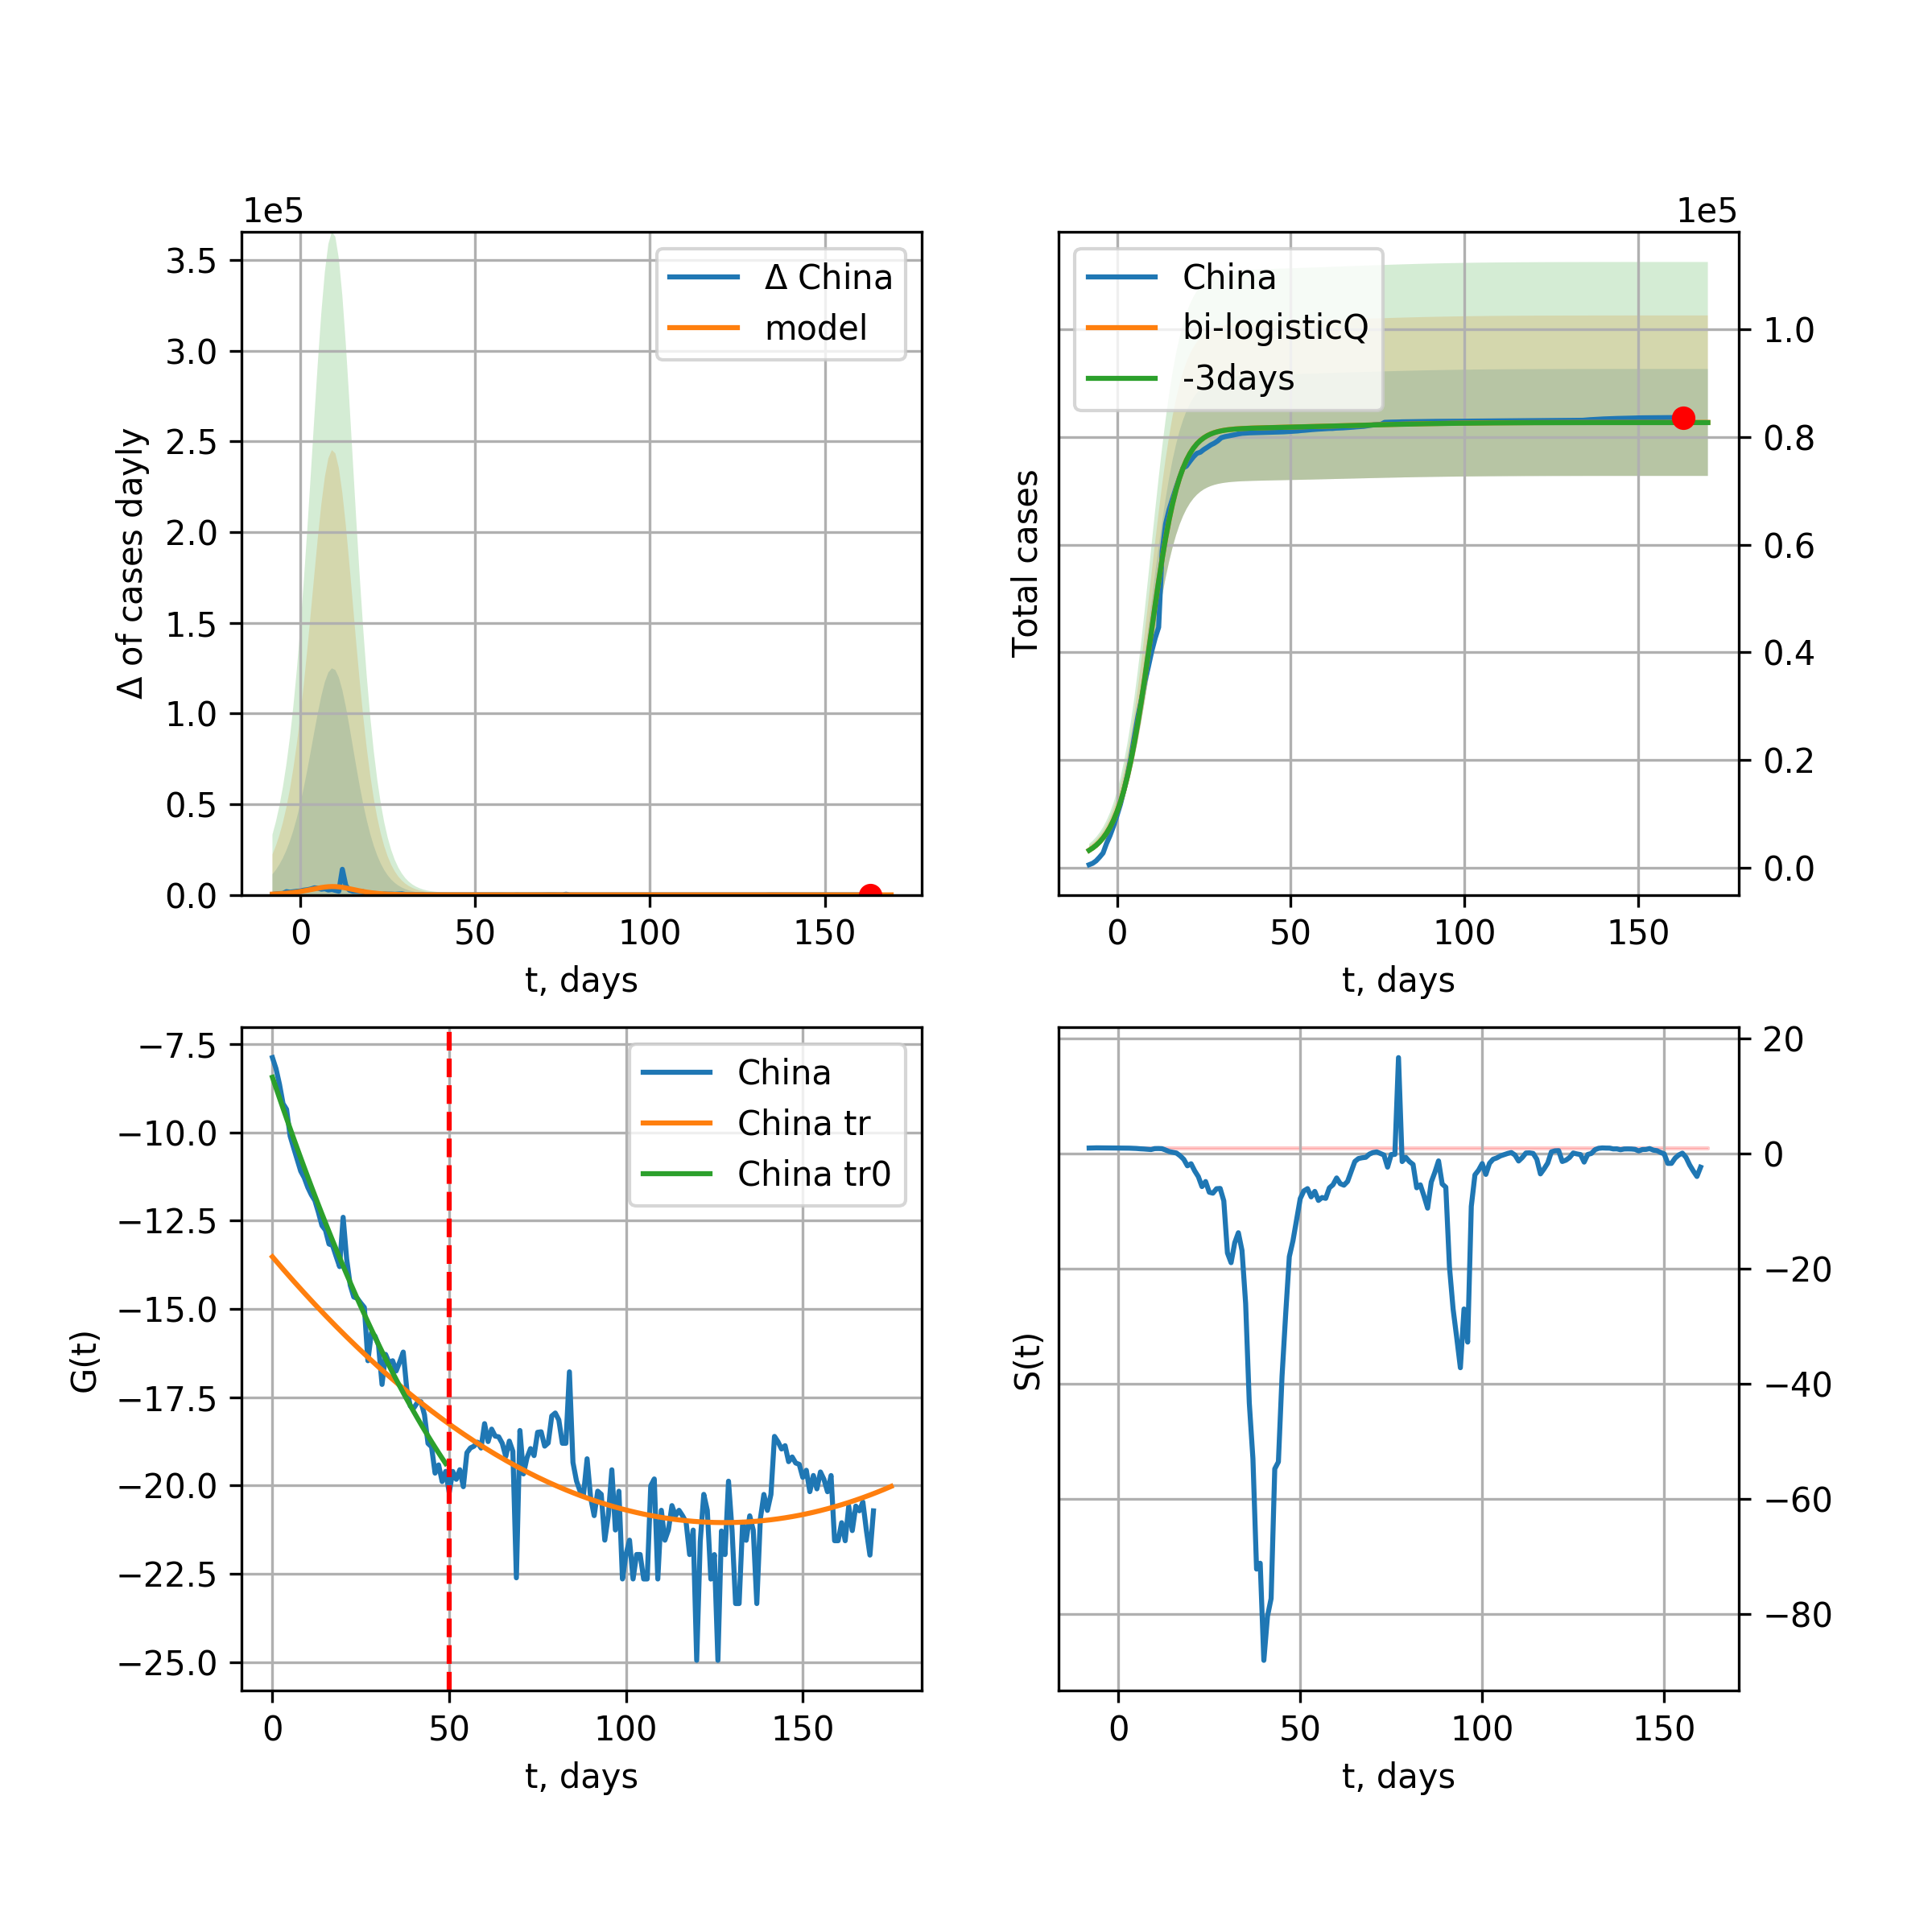 1e5
3.5
3.0
2.5
2.0
1.5
1.0
0.5
0.0
Δ of cases dayly
Δ China
model
0 50 100 150
t, days
1e5
China
bi-logisticQ
-3days
Total cases
1.0
0.8
0.6
0.4
0.2
0.0
0 50 100 150
t, days
−7.5
−10.0
−12.5
−15.0
−17.5
−20.0
−22.5
−25.0
G(t)
China
China tr
China tr0
0 50 100 150
t, days
S(t)
20
0
−20
−40
−60
−80
0 50 100 150
t, days